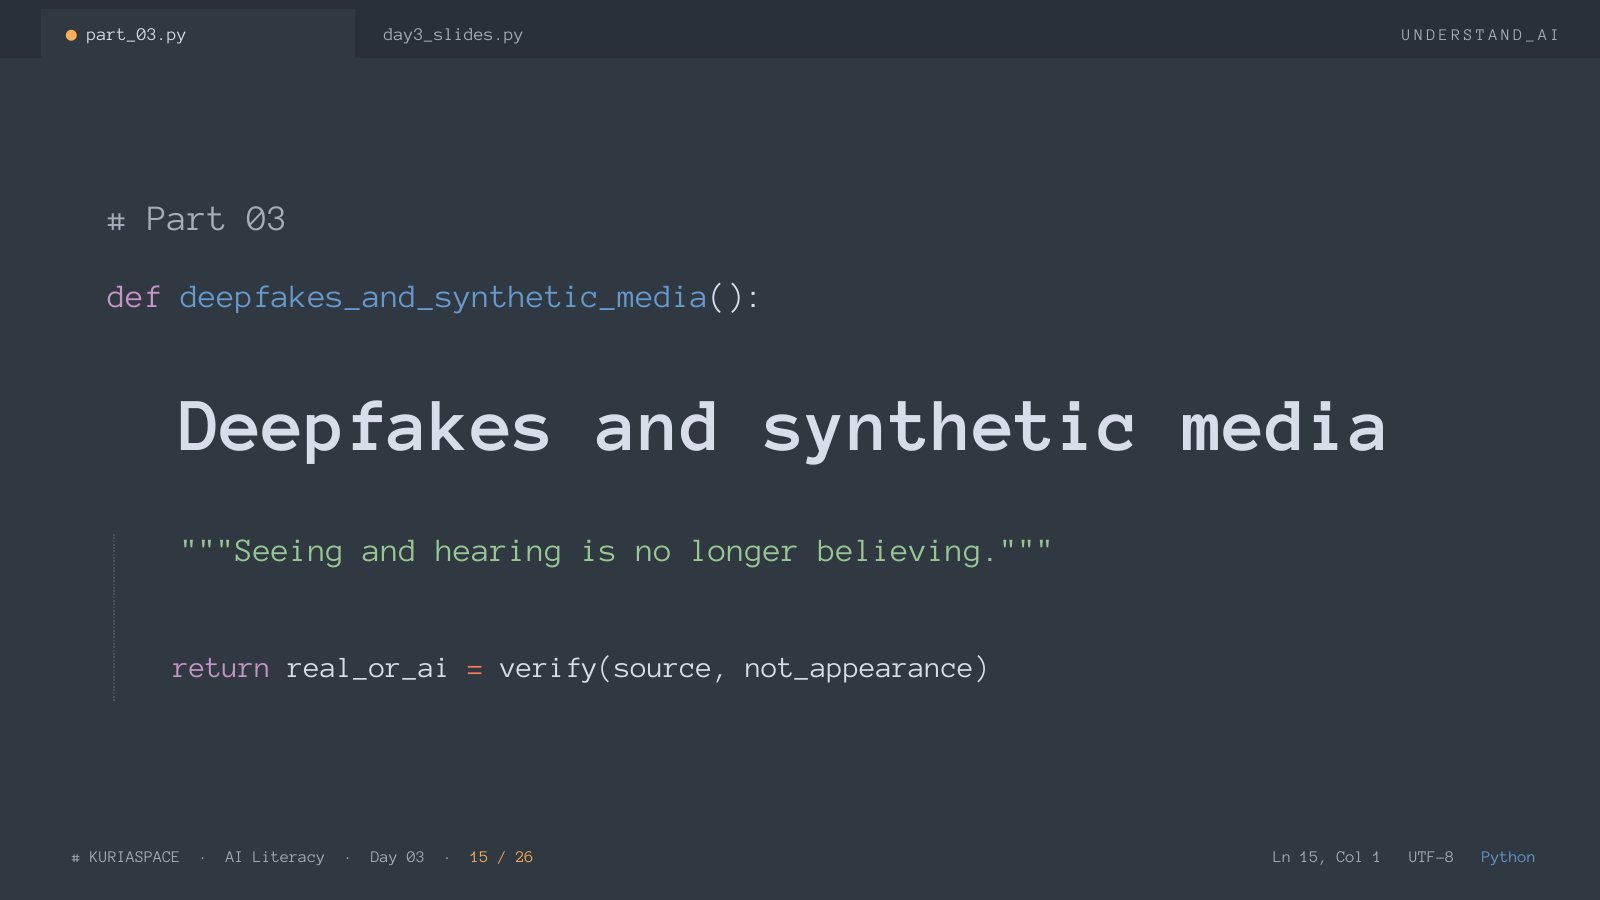 part_03.py
day3_slides.py
UNDERSTAND_AI
# Part 03
def deepfakes_and_synthetic_media():
Deepfakes and synthetic media
"""Seeing and hearing is no longer believing."""
return real_or_ai = verify(source, not_appearance)
# KURIASPACE · AI Literacy · Day 03 · 15 / 26
Ln 15, Col 1 UTF-8 Python